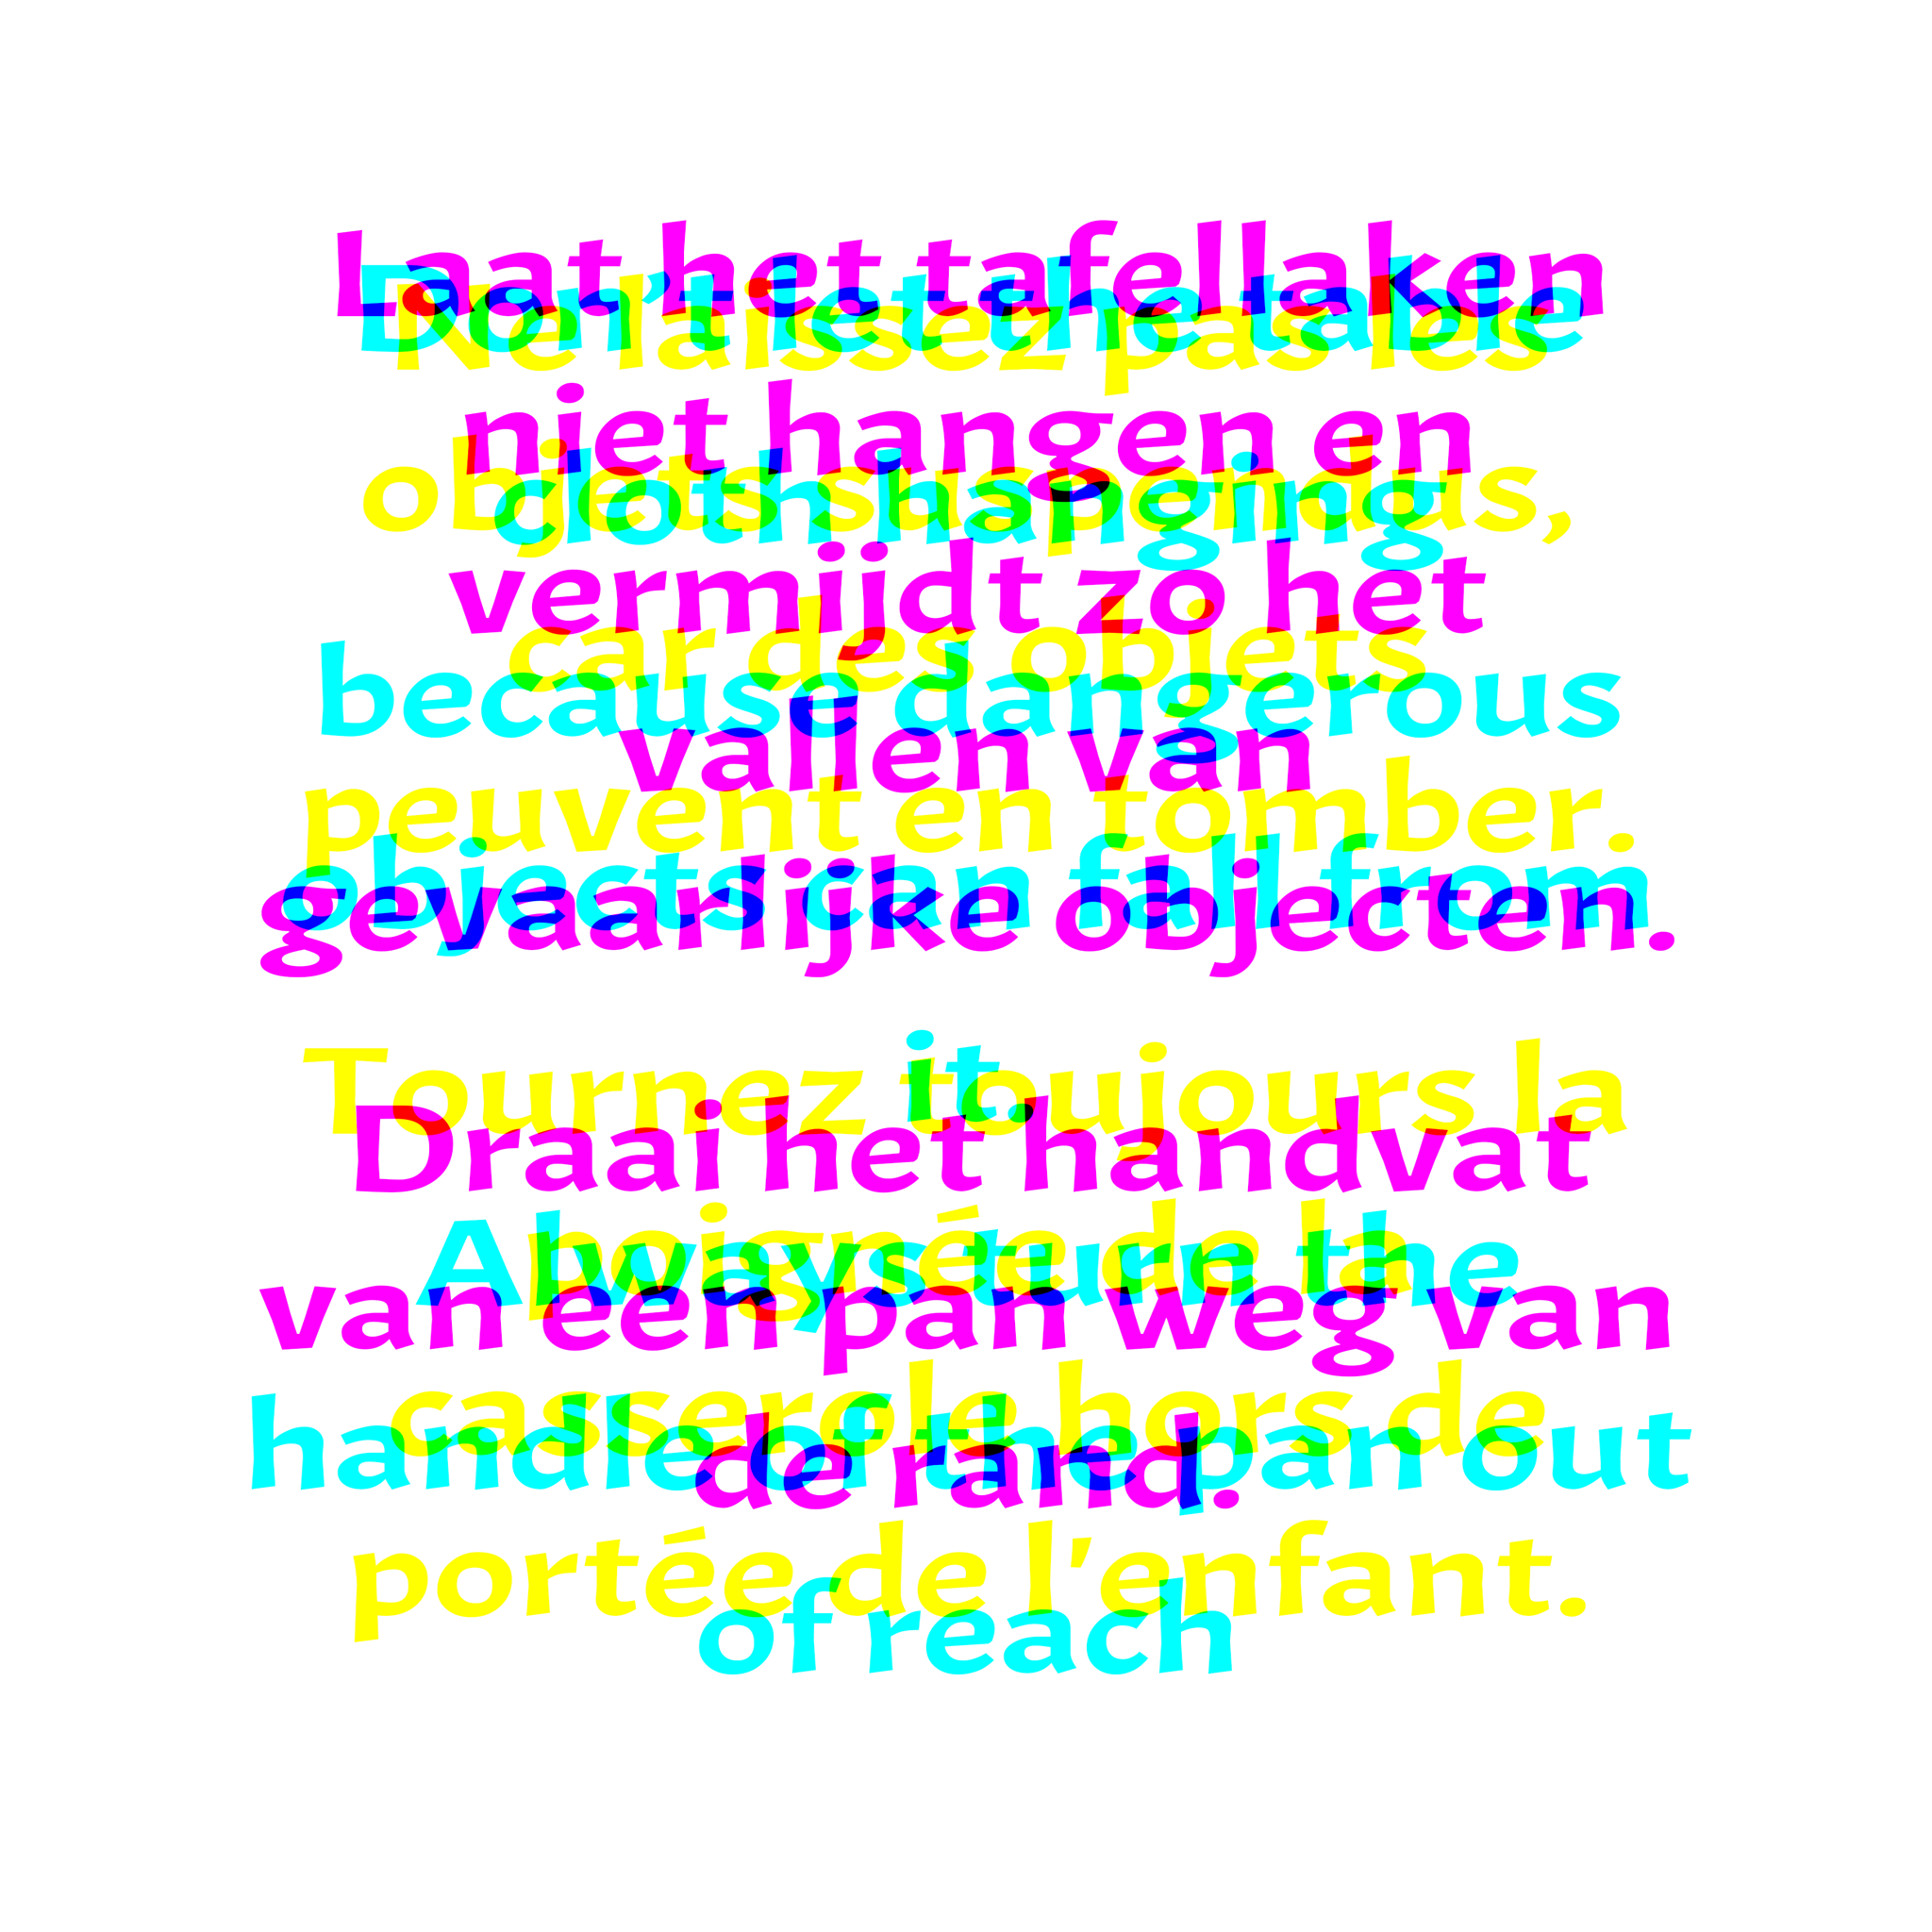 Laat het tafellaken
niet hangen en
vermijdt zo het
vallen van
gevaarlijke objecten.
Draai het handvat
van een pan weg van
de rand.
Don't let the table
cloth hanging
because dangerous
objects can fall from
it.
Always turn the
handle of the pan out
of reach
Ne laissez pas les
objets suspendus,
car des objets
peuvent en tomber.
Tournez toujours la
poignée de la
casserole hors de
portée de l'enfant.